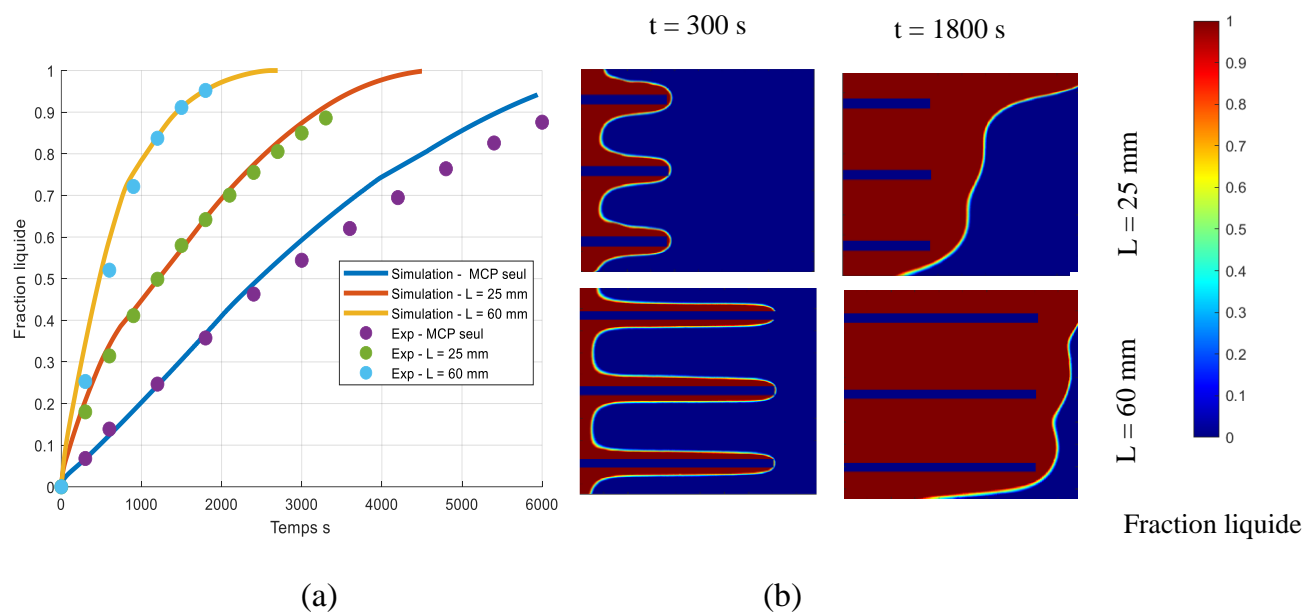 t = 300 s
t = 1800 s
1
0.9
0.8
0.7
0.6
0.5
0.4
0.3
0.2
0.1
0
Fraction liquide
0
1000
2000
3000
4000
5000
6000
Temps s
Simulation - MCP seul
Simulation - L = 25 mm
Simulation - L = 60 mm
Exp - MCP seul
Exp - L = 25 mm
Exp - L = 60 mm
L = 25 mm
L = 60 mm
1
0.9
0.8
0.7
0.6
0.5
0.4
0.3
0.2
0.1
0
Fraction liquide
(a)
(b)